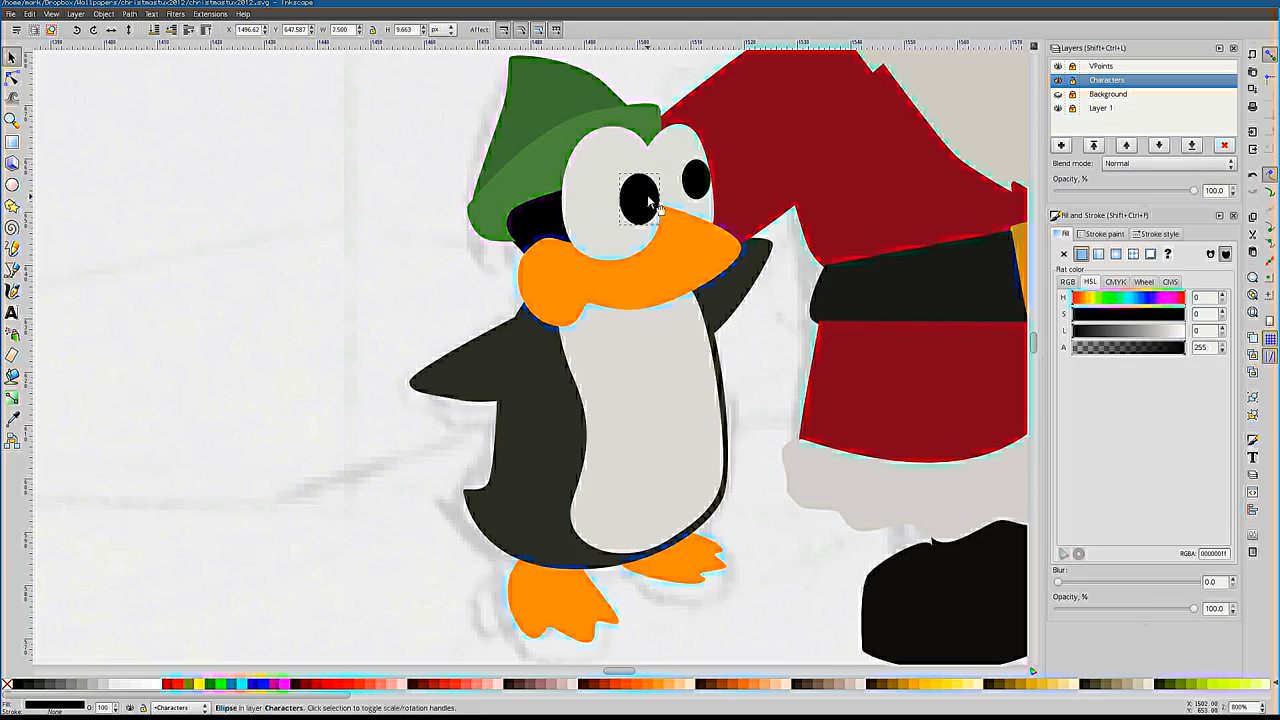 /home/mark/Dropbox/Wallpapers/christmastux2012/christmastux2012.svg - Inkscape
File Edit View Layer Object Path Text Filters Extensions Help
X 1496.62 Y 647.587 W 7.500 H 9.663 px Affect:
Layers (Shift+Ctrl+L)
VPoints
Characters
Background
Layer 1
Blend mode: Normal
Opacity, % 100.0
Fill and Stroke (Shift+Ctrl+F)
Fill Stroke paint Stroke style
Flat color
RGB HSL CMYK Wheel CMS
H 0
S 0
L 0
A 255
RGBA: 000000ff
Blur:
0.0
Opacity, %
100.0
Fill: O: 100 •Characters Ellipse in layer Characters. Click selection to toggle scale/rotation handles. X: 1502.00 Z: 800%
Stroke: None Y: 653.00